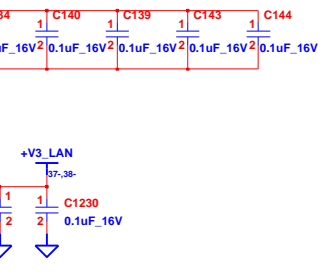 34 C140 C139 C143 C144
1 1 1 1
uF_16V 2 0.1uF_16V 2 0.1uF_16V 2 0.1uF_16V 2 0.1uF_16V
+V3_LAN
37-,38-
1 1 C1230
2 2 0.1uF_16V